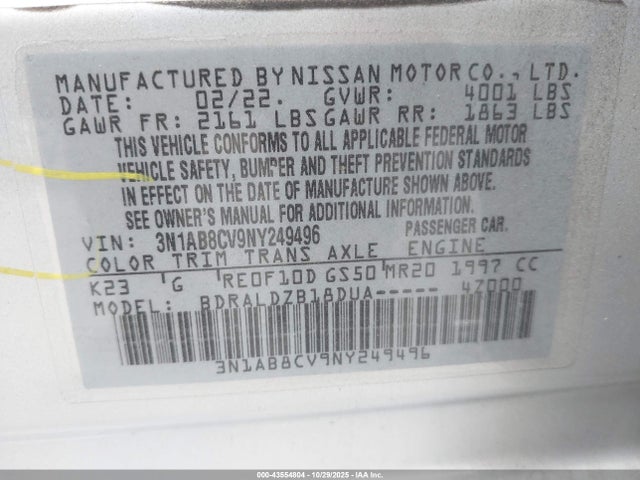 MANUFACTURED BY NISSAN MOTOR CO., LTD.
DATE: 02/22. GVWR: 4001 LBS
GAWR FR: 2161 LBS GAWR RR: 1863 LBS
THIS VEHICLE CONFORMS TO ALL APPLICABLE FEDERAL MOTOR
VEHICLE SAFETY, BUMPER AND THEFT PREVENTION STANDARDS
IN EFFECT ON THE DATE OF MANUFACTURE SHOWN ABOVE.
SEE OWNER'S MANUAL FOR ADDITIONAL INFORMATION.
VIN: 3N1AB8CV9NY249496 PASSENGER CAR.
COLOR TRIM TRANS AXLE ENGINE
K23 G RE0F10D GS50 MR20 1997 CC
MODEL: BDRALDZB18DUA----- 4Z000
3N1AB8CV9NY249496
000-43554804 - 10/29/2025 - IAAI.com